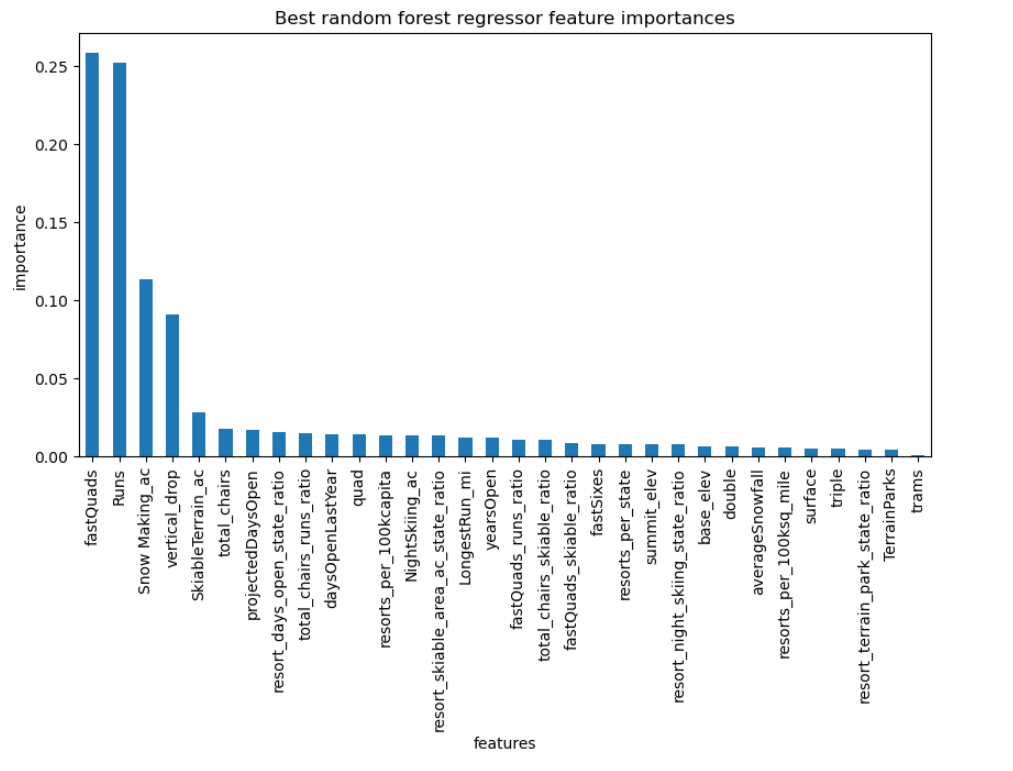 Best random forest regressor feature importances
importance
0.25
0.20
0.15
0.10
0.05
0.00
fastQuads
Runs
Snow Making_ac
vertical_drop
SkiableTerrain_ac
total_chairs
projectedDaysOpen
resort_days_open_state_ratio
total_chairs_runs_ratio
daysOpenLastYear
quad
resorts_per_100kcapita
NightSkiing_ac
resort_skiable_area_ac_state_ratio
LongestRun_mi
yearsOpen
fastQuads_runs_ratio
total_chairs_skiable_ratio
fastQuads_skiable_ratio
fastSixes
resorts_per_state
summit_elev
resort_night_skiing_state_ratio
base_elev
double
averageSnowfall
resorts_per_100ksq_mile
surface
triple
resort_terrain_park_state_ratio
TerrainParks
trams
features